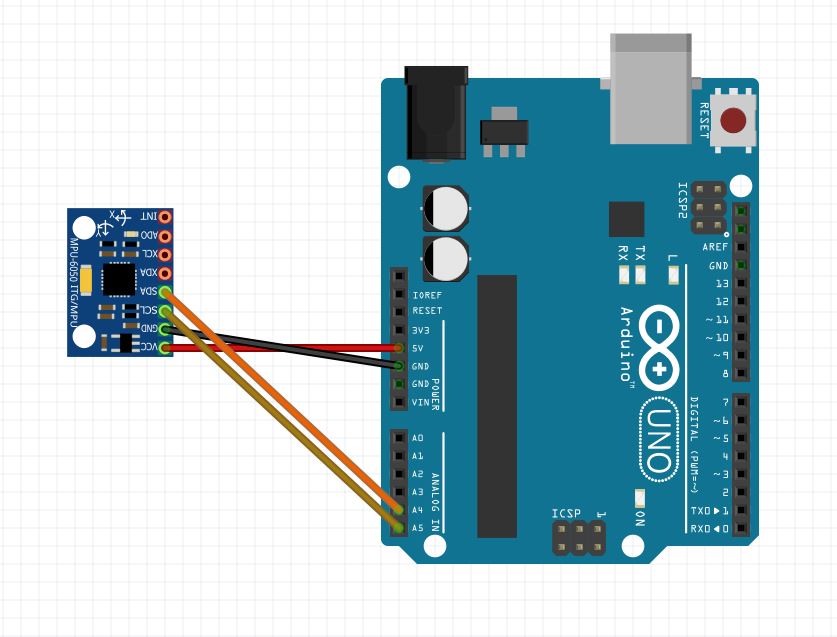 INT
ADO
XCL
XDA
SDA
SCL
GND
VCC
X
Y
MPU-6050 ITG/MPU
RESET
ICSP2
IOREF
RESET
3V3
5V
GND
GND
VIN
POWER
A0
A1
A2
A3
A4
A5
ANALOG IN
RX
TX
L
Arduino™
UNO
ON
ICSP
1
AREF
GND
13
12
~11
~10
~9
8
7
~6
~5
4
~3
2
TX0▶1
RX0◀0
DIGITAL (PWM=~)